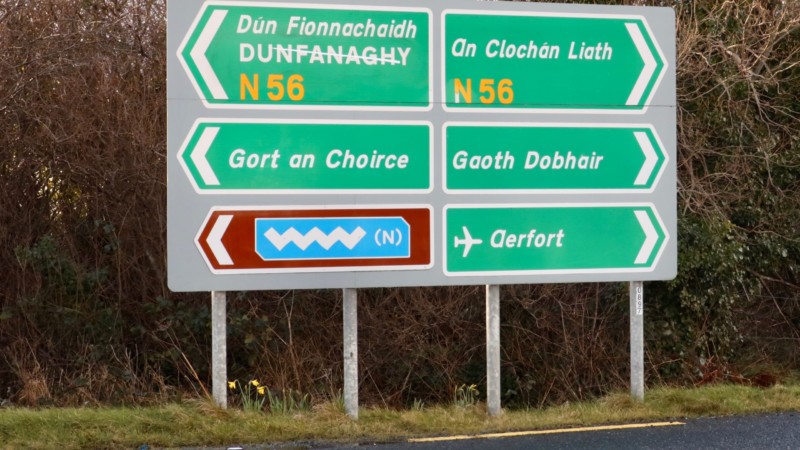 Dún Fionnachaidh
DUNFANAGHY
N 56
An Clochán Liath
N 56
Gort an Choirce
Gaoth Dobhair
(N)
Aerfort